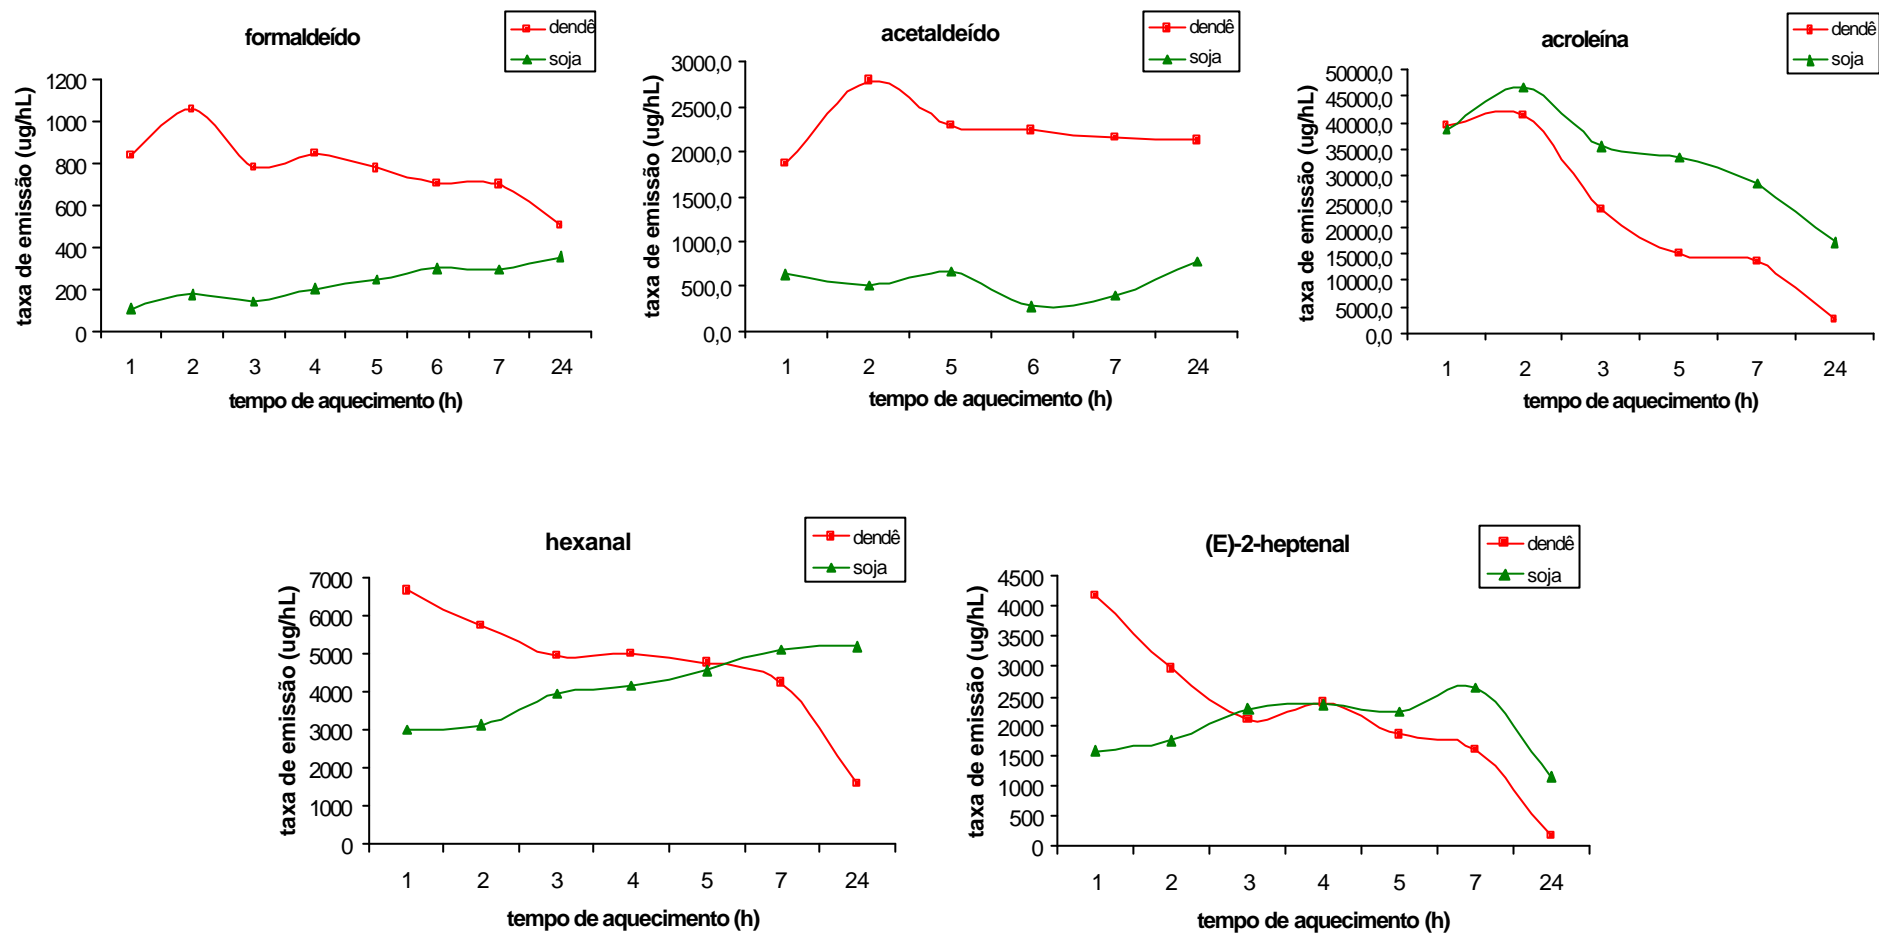 formaldeído
dendê
soja
taxa de emissão (ug/hL)
1200
1000
800
600
400
200
0
1 2 3 4 5 6 7 24
tempo de aquecimento (h)
acetaldeído
dendê
soja
taxa de emissão (ug/hL)
3000,0
2500,0
2000,0
1500,0
1000,0
500,0
0,0
1 2 5 6 7 24
tempo de aquecimento (h)
acroleína
dendê
soja
taxa de emissão (ug/hL)
50000,0
45000,0
40000,0
35000,0
30000,0
25000,0
20000,0
15000,0
10000,0
5000,0
0,0
1 2 3 5 7 24
tempo de aquecimento (h)
hexanal
dendê
soja
taxa de emissão (ug/hL)
7000
6000
5000
4000
3000
2000
1000
0
1 2 3 4 5 7 24
tempo de aquecimento (h)
(E)-2-heptenal
dendê
soja
taxa de emissão (ug/hL)
4500
4000
3500
3000
2500
2000
1500
1000
500
0
1 2 3 4 5 7 24
tempo de aquecimento (h)